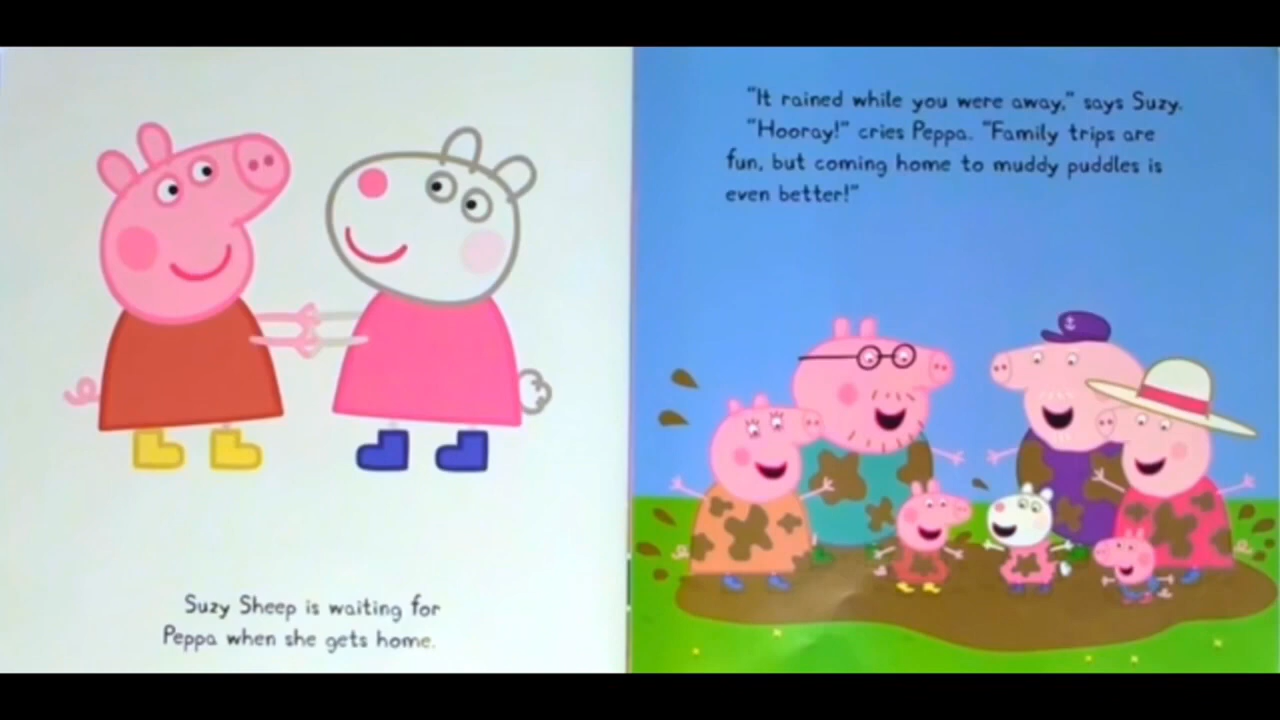 Suzy Sheep is waiting for
Peppa when she gets home.
"It rained while you were away," says Suzy.
"Hooray!" cries Peppa. "Family trips are
fun, but coming home to muddy puddles is
even better!"